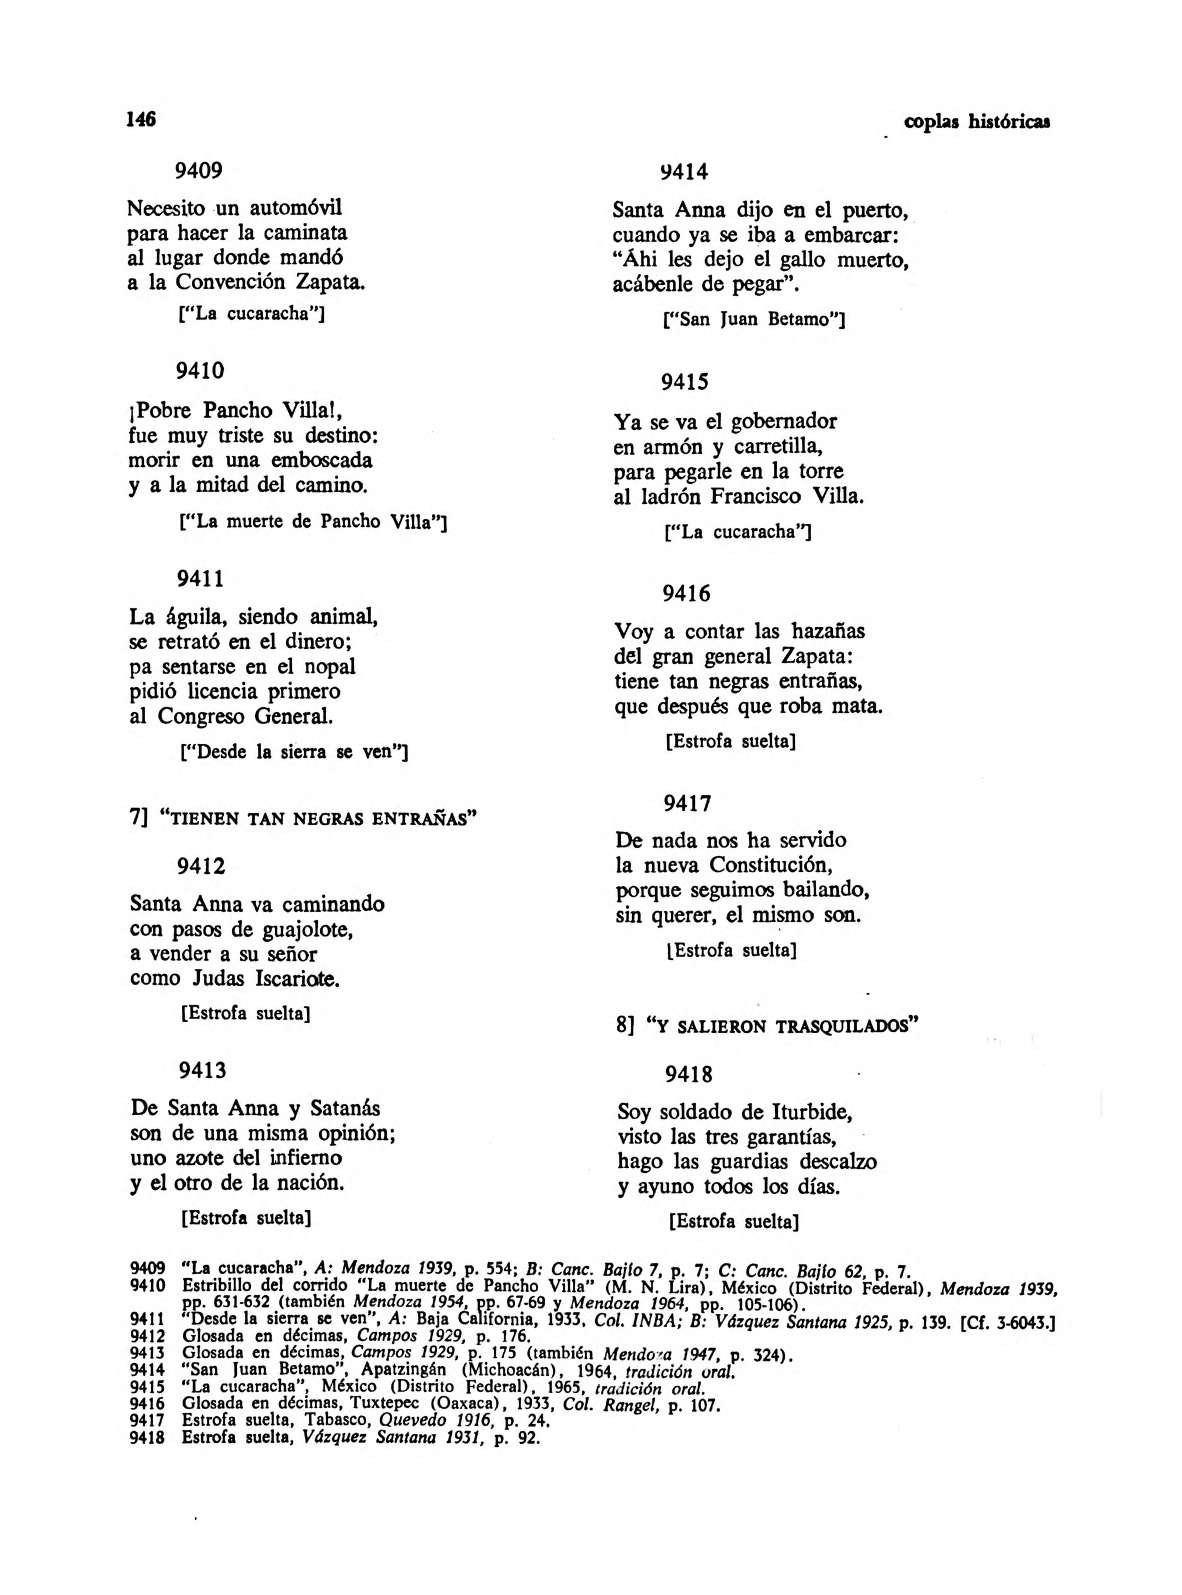 146
coplas históricas
9409
Necesito un automóvil
para hacer la caminata
al lugar donde mandó
a la Convención Zapata.
["La cucaracha"]
9410
¡Pobre Pancho Villa!,
fue muy triste su destino:
morir en una emboscada
y a la mitad del camino.
["La muerte de Pancho Villa"]
9411
La águila, siendo animal,
se retrató en el dinero;
pa sentarse en el nopal
pidió licencia primero
al Congreso General.
["Desde la sierra se ven"]
7] "TIENEN TAN NEGRAS ENTRAÑAS"
9412
Santa Anna va caminando
con pasos de guajolote,
a vender a su señor
como Judas Iscariote.
[Estrofa suelta]
9413
De Santa Anna y Satanás
son de una misma opinión;
uno azote del infierno
y el otro de la nación.
[Estrofa suelta]
9414
Santa Anna dijo en el puerto,
cuando ya se iba a embarcar:
"Áhi les dejo el gallo muerto,
acábenle de pegar".
["San Juan Betamo"]
9415
Ya se va el gobernador
en armón y carretilla,
para pegarle en la torre
al ladrón Francisco Villa.
["La cucaracha"]
9416
Voy a contar las hazañas
del gran general Zapata:
tiene tan negras entrañas,
que después que roba mata.
[Estrofa suelta]
9417
De nada nos ha servido
la nueva Constitución,
porque seguimos bailando,
sin querer, el mismo son.
[Estrofa suelta]
8] "Y SALIERON TRASQUILADOS"
9418
Soy soldado de Iturbide,
visto las tres garantías,
hago las guardias descalzo
y ayuno todos los días.
[Estrofa suelta]
9409 "La cucaracha", A: Mendoza 1939, p. 554; B: Canc. Bajío 7, p. 7; C: Canc. Bajío 62, p. 7.
9410 Estribillo del corrido "La muerte de Pancho Villa" (M. N. Lira), México (Distrito Federal), Mendoza 1939,
pp. 631-632 (también Mendoza 1954, pp. 67-69 y Mendoza 1964, pp. 105-106).
9411 "Desde la sierra se ven", A: Baja California, 1933, Col. INBA; B: Vázquez Santana 1925, p. 139. [Cf. 3-6043.]
9412 Glosada en décimas, Campos 1929, p. 176.
9413 Glosada en décimas, Campos 1929, p. 175 (también Mendoza 1947, p. 324).
9414 "San Juan Betamo", Apatzingán (Michoacán), 1964, tradición oral.
9415 "La cucaracha", México (Distrito Federal), 1965, tradición oral.
9416 Glosada en décimas, Tuxtepec (Oaxaca), 1933, Col. Rangel, p. 107.
9417 Estrofa suelta, Tabasco, Quevedo 1916, p. 24.
9418 Estrofa suelta, Vázquez Santana 1931, p. 92.